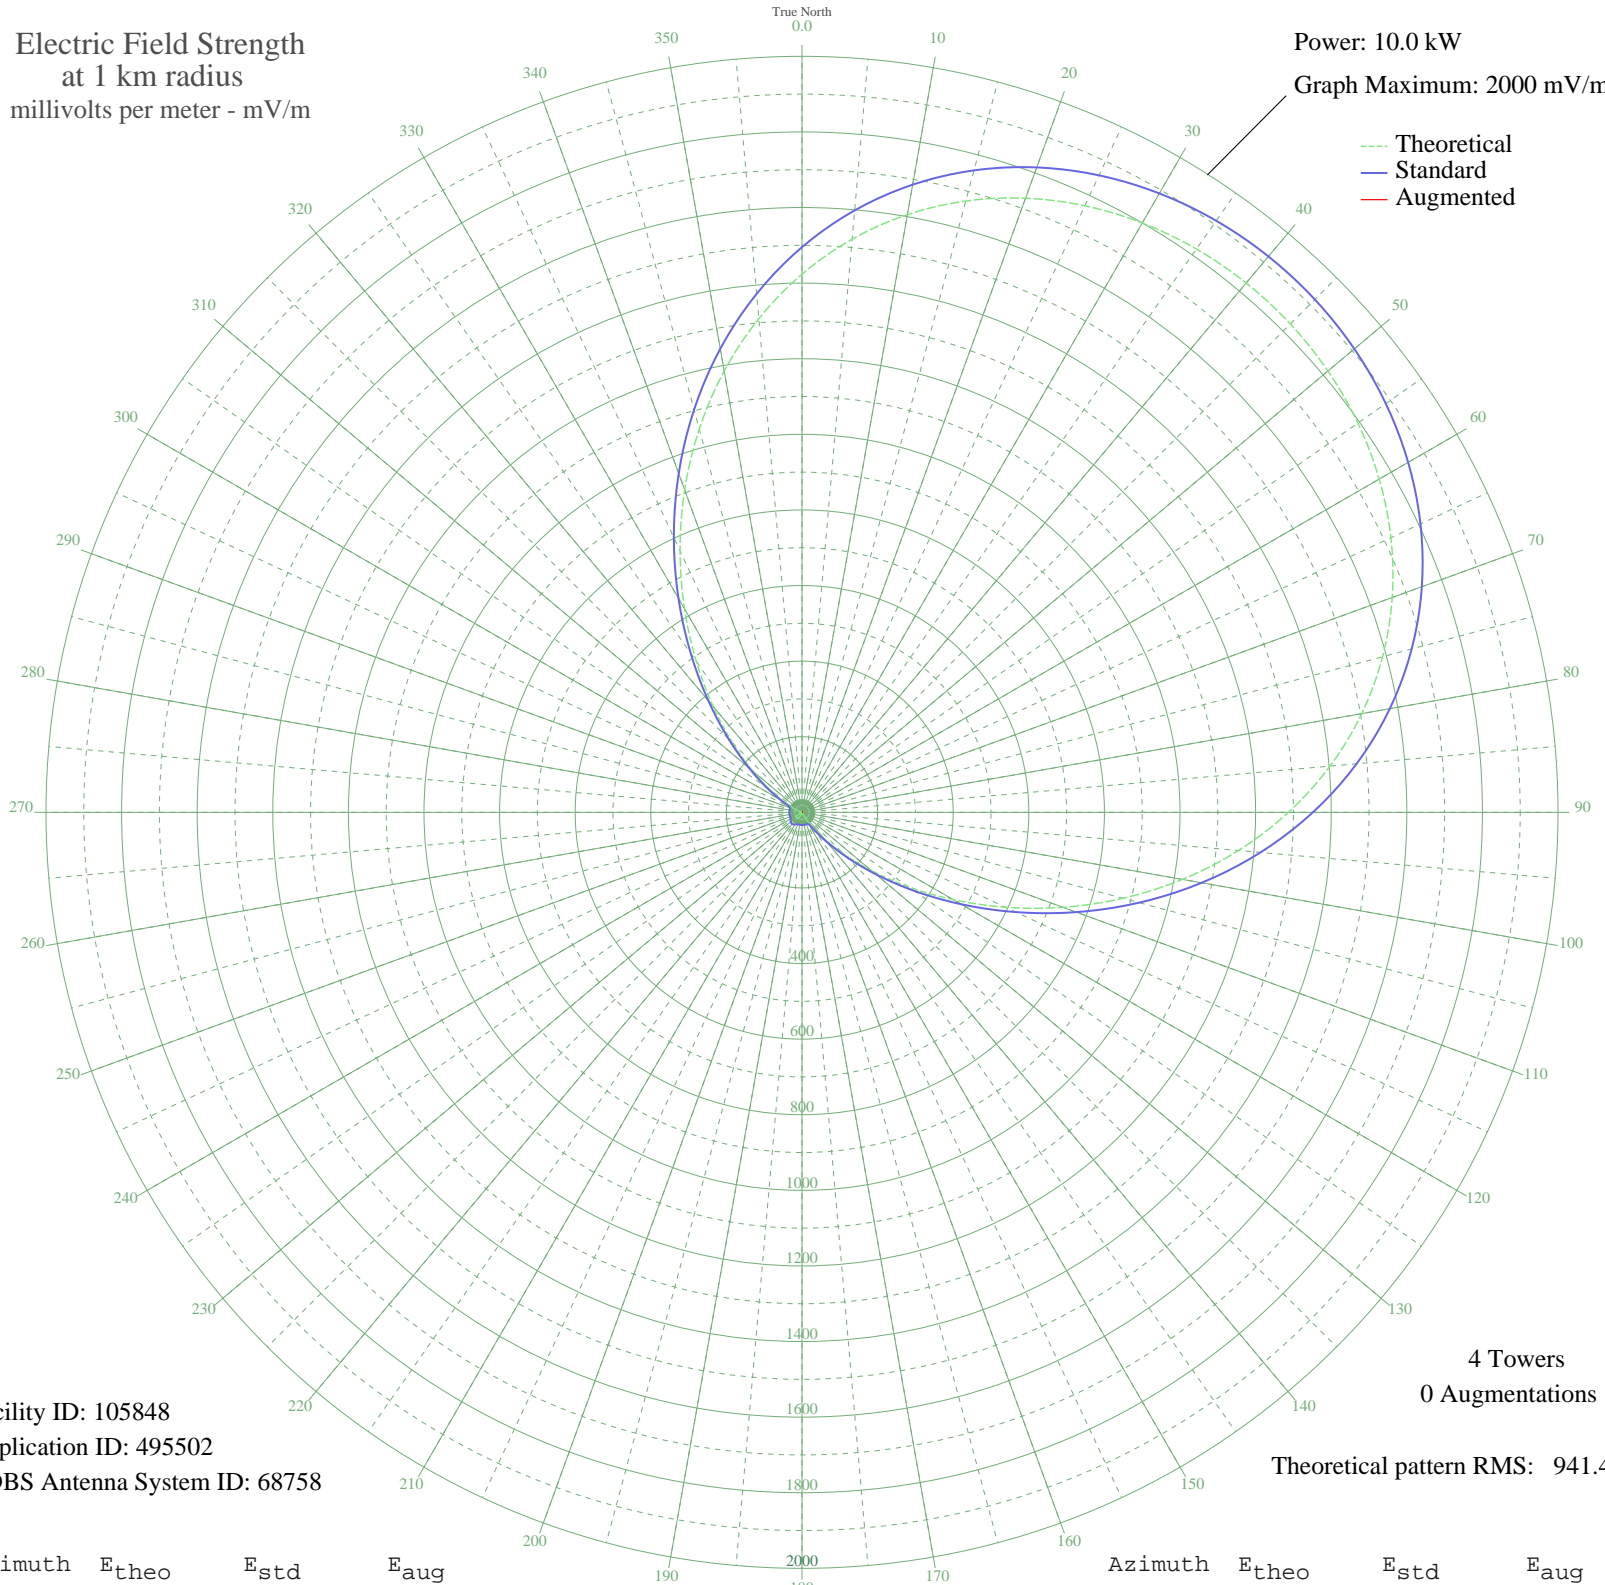 True North
0.0
Electric Field Strength
at 1 km radius
millivolts per meter - mV/m
Power: 10.0 kW
Graph Maximum: 2000 mV/m
Theoretical
Standard
Augmented
10
20
30
40
50
60
70
80
90
100
110
120
130
140
150
160
170
190
200
210
220
230
240
250
260
270
280
290
300
310
320
330
340
350
400
600
800
1000
1200
1400
1600
1800
2000
4 Towers
0 Augmentations
Theoretical pattern RMS: 941.4
cility ID: 105848
plication ID: 495502
DBS Antenna System ID: 68758
imuth Etheo Estd Eaug
Azimuth Etheo Estd Eaug